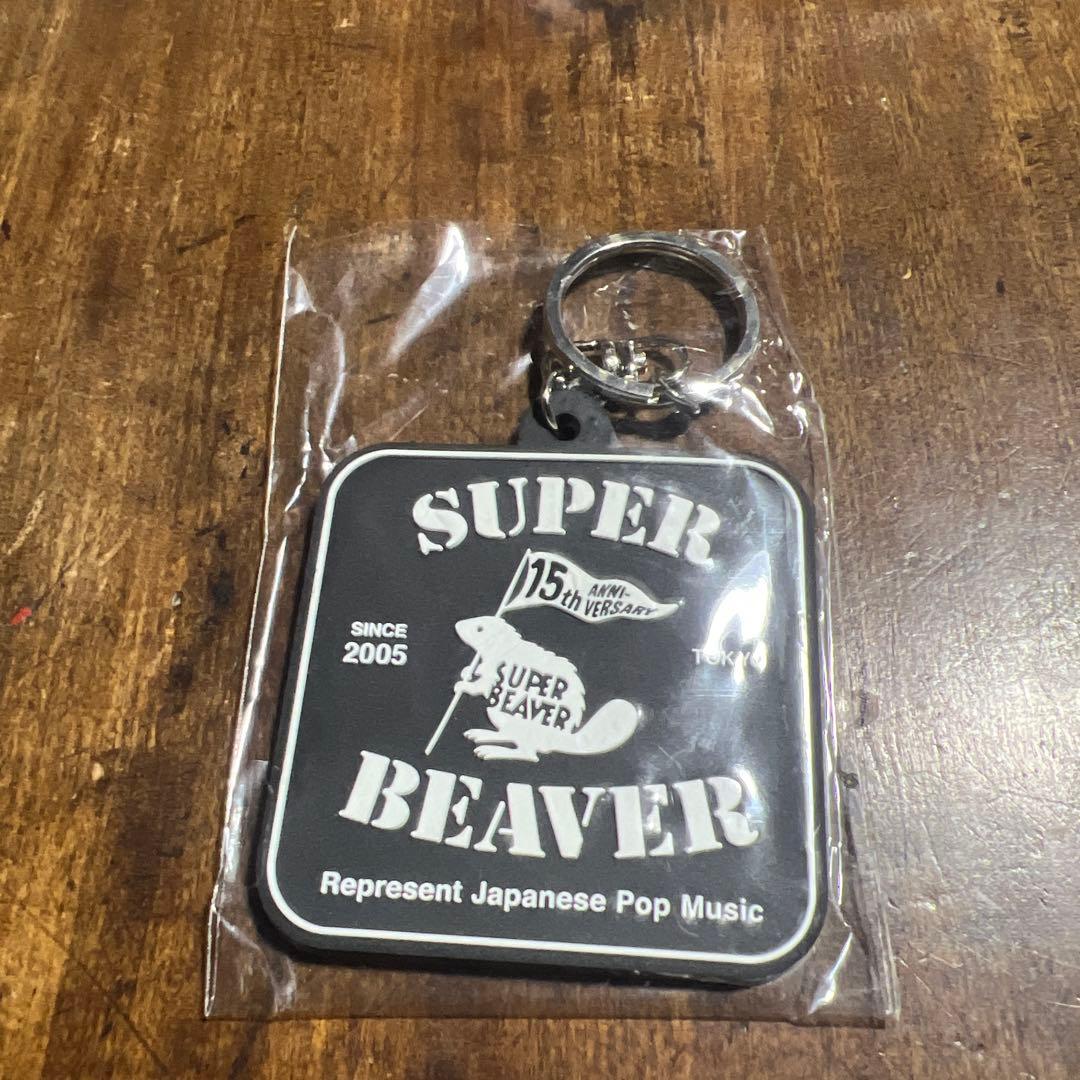 SUPER
15th ANNI-
VERSARY
SINCE
2005
TOKYO
SUPER
BEAVER
BEAVER
Represent Japanese Pop Music